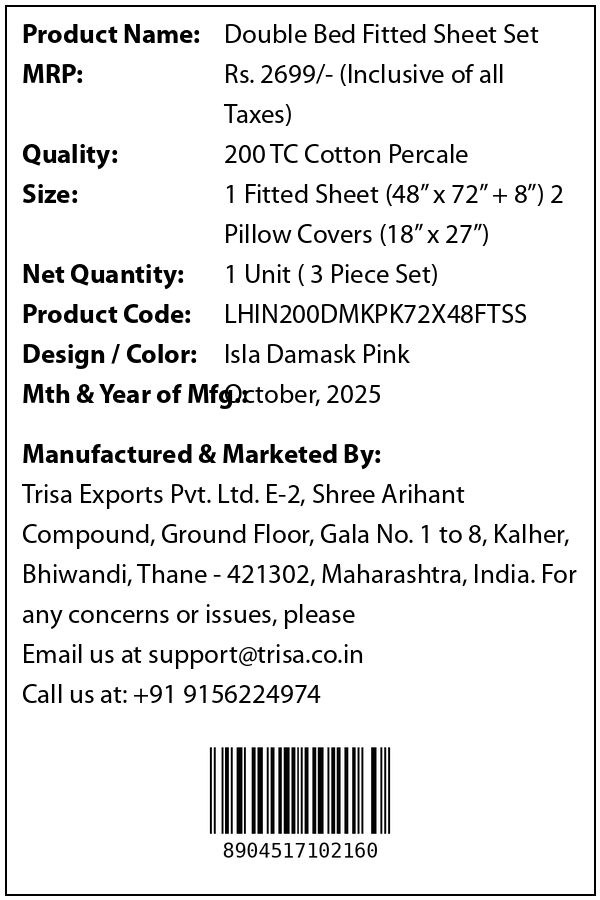 Product Name: Double Bed Fitted Sheet Set
MRP: Rs. 2699/- (Inclusive of all
Taxes)
Quality: 200 TC Cotton Percale
Size: 1 Fitted Sheet (48” x 72” + 8”) 2
Pillow Covers (18” x 27”)
Net Quantity: 1 Unit ( 3 Piece Set)
Product Code: LHIN200DMKPK72X48FTSS
Design / Color: Isla Damask Pink
Mth & Year of Mfg.: October, 2025
Manufactured & Marketed By:
Trisa Exports Pvt. Ltd. E-2, Shree Arihant
Compound, Ground Floor, Gala No. 1 to 8, Kalher,
Bhiwandi, Thane - 421302, Maharashtra, India. For
any concerns or issues, please
Email us at support@trisa.co.in
Call us at: +91 9156224974
8904517102160